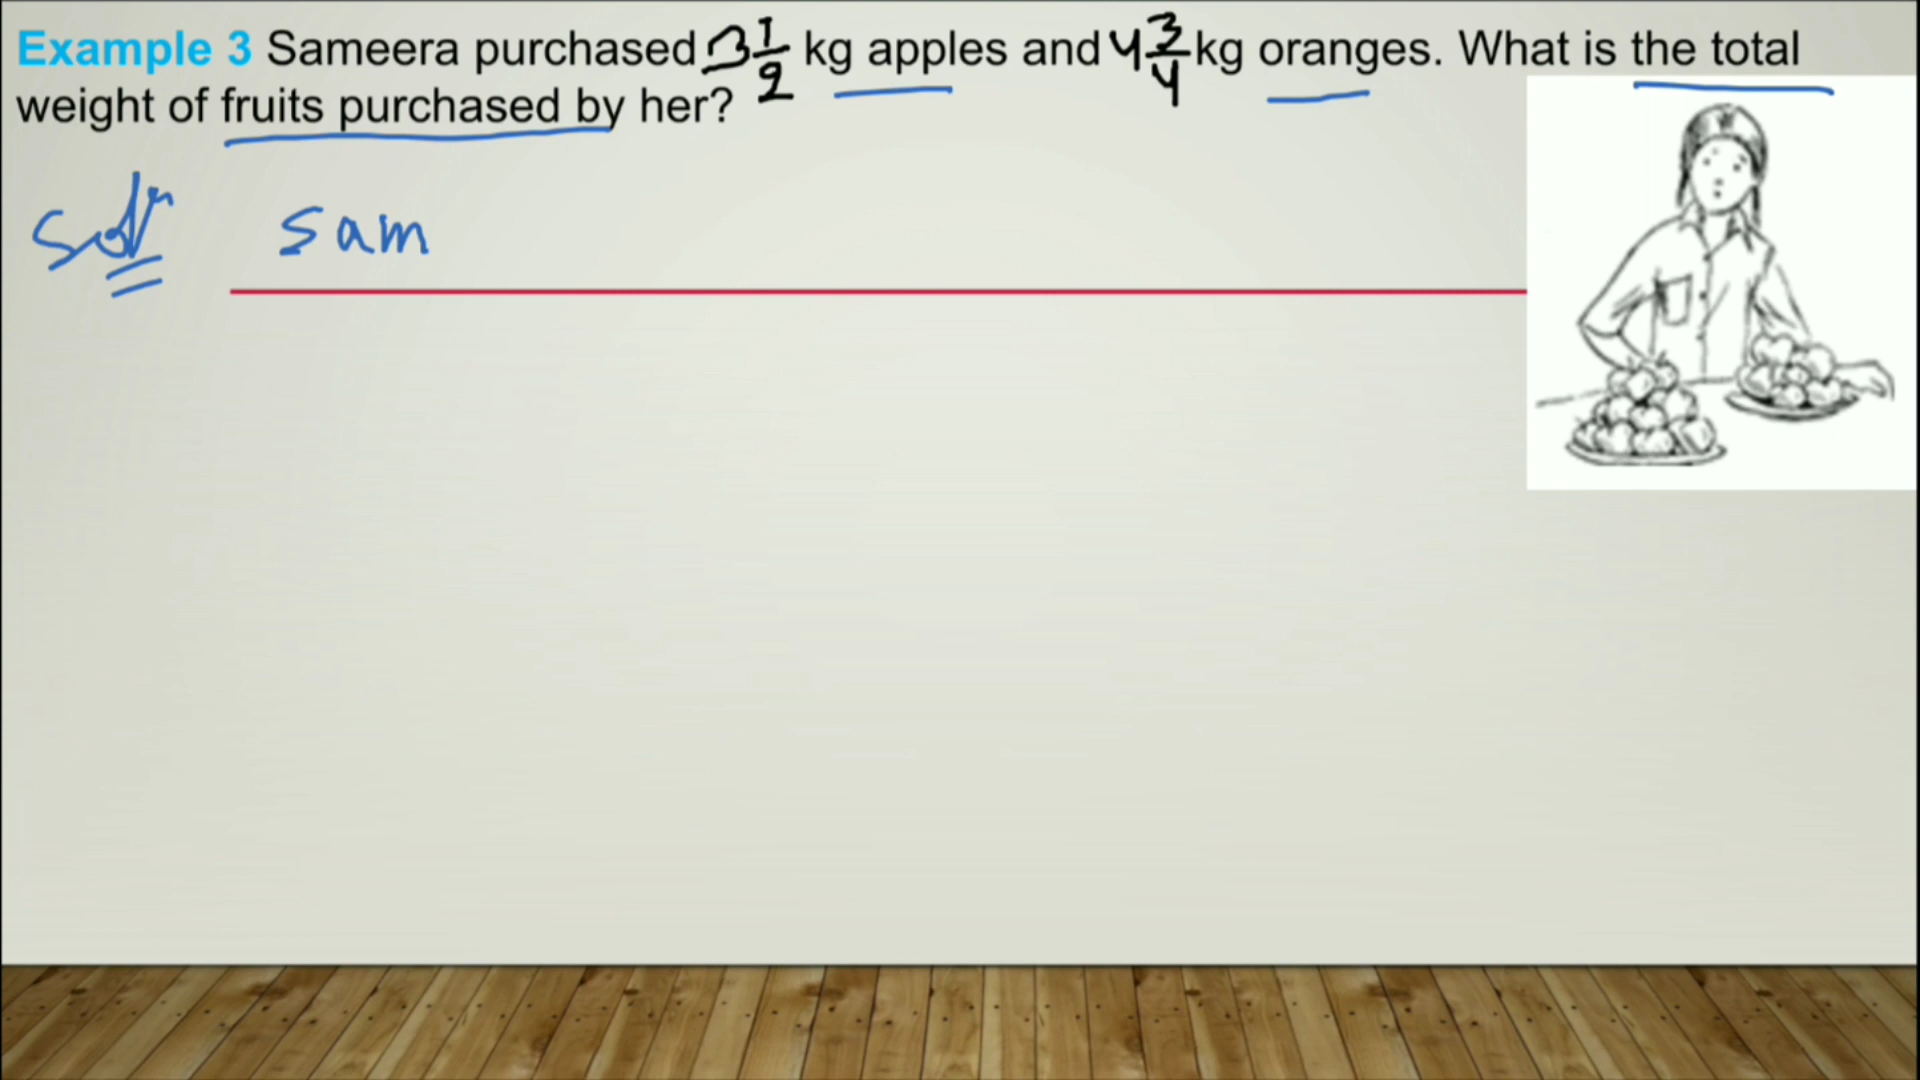 Example 3 Sameera purchased 3 1/2 kg apples and 4 3/4 kg oranges. What is the total
weight of fruits purchased by her?
Soln sam